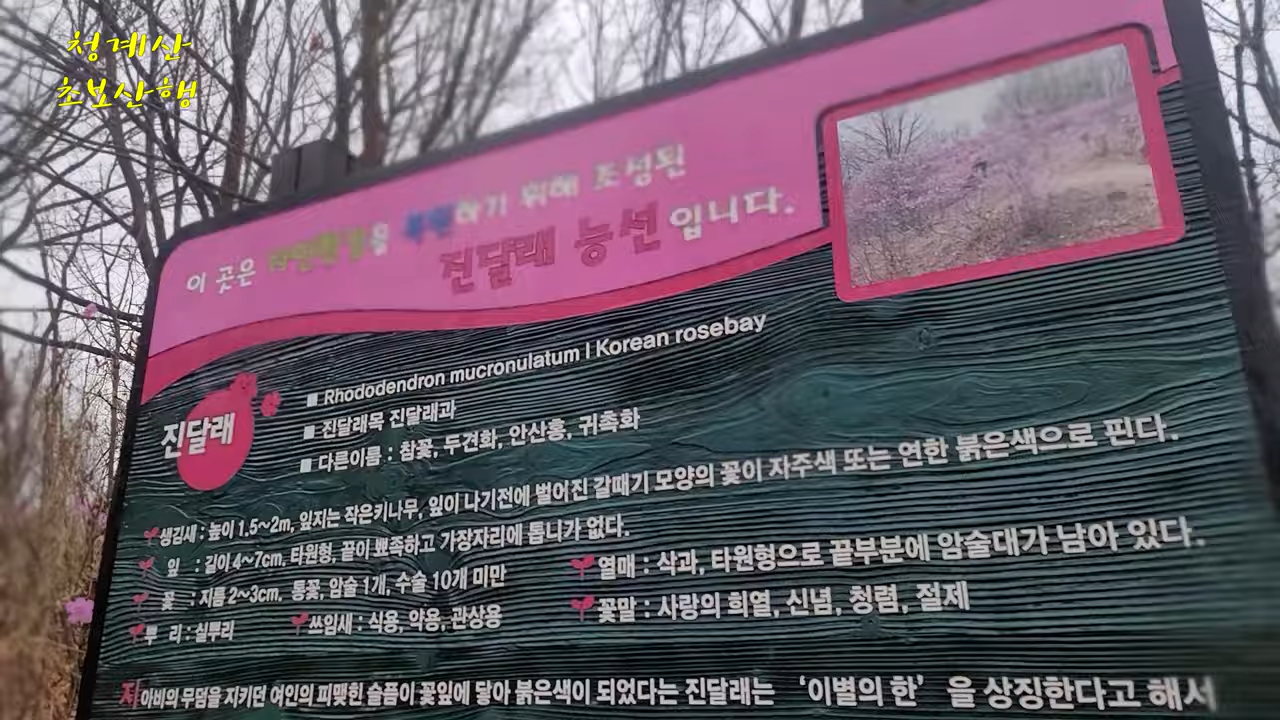 청계산
초보산행
이 곳은 자연환경을 복원하기 위해 조성된
진달래 능선입니다.
진달래
■ Rhododendron mucronulatum | Korean rosebay
■ 진달래목 진달래과
■ 다른이름 : 참꽃, 두견화, 안산홍, 귀촉화
생김새 : 높이 1.5~2m, 잎지는 작은키나무, 잎이 나기전에 벌어진 깔때기 모양의 꽃이 자주색 또는 연한 붉은색으로 핀다.
잎 : 길이 4~7cm, 타원형, 끝이 뾰족하고 가장자리에 톱니가 없다.
꽃 : 지름 2~3cm, 통꽃, 암술 1개, 수술 10개 미만
열매 : 삭과, 타원형으로 끝부분에 암술대가 남아 있다.
뿌 리 : 실뿌리
쓰임새 : 식용, 약용, 관상용
꽃말 : 사랑의 희열, 신념, 청렴, 절제
지아비의 무덤을 지키던 여인의 피맺힌 슬픔이 꽃잎에 닿아 붉은색이 되었다는 진달래는 '이별의 한' 을 상징한다고 해서